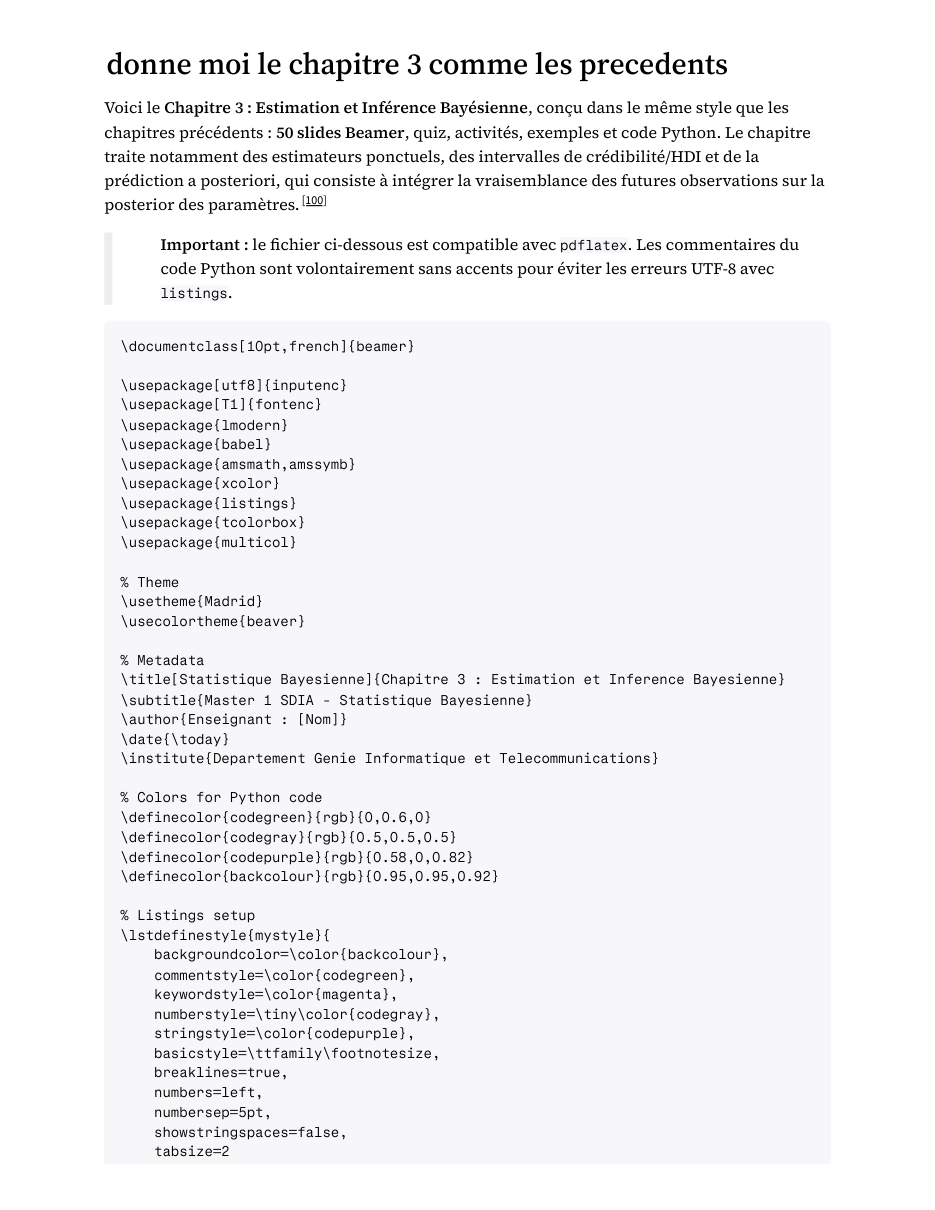 donne moi le chapitre 3 comme les precedents
Voici le Chapitre 3 : Estimation et Inférence Bayésienne, conçu dans le même style que les
chapitres précédents : 50 slides Beamer, quiz, activités, exemples et code Python. Le chapitre
traite notamment des estimateurs ponctuels, des intervalles de crédibilité/HDI et de la
prédiction a posteriori, qui consiste à intégrer la vraisemblance des futures observations sur la
posterior des paramètres. [100]
Important : le fichier ci-dessous est compatible avec pdflatex. Les commentaires du
code Python sont volontairement sans accents pour éviter les erreurs UTF-8 avec
listings.
\documentclass[10pt,french]{beamer}
\usepackage[utf8]{inputenc}
\usepackage[T1]{fontenc}
\usepackage{lmodern}
\usepackage{babel}
\usepackage{amsmath,amssymb}
\usepackage{xcolor}
\usepackage{listings}
\usepackage{tcolorbox}
\usepackage{multicol}
% Theme
\usetheme{Madrid}
\usecolortheme{beaver}
% Metadata
\title[Statistique Bayesienne]{Chapitre 3 : Estimation et Inference Bayesienne}
\subtitle{Master 1 SDIA - Statistique Bayesienne}
\author{Enseignant : [Nom]}
\date{\today}
\institute{Departement Genie Informatique et Telecommunications}
% Colors for Python code
\definecolor{codegreen}{rgb}{0,0.6,0}
\definecolor{codegray}{rgb}{0.5,0.5,0.5}
\definecolor{codepurple}{rgb}{0.58,0,0.82}
\definecolor{backcolour}{rgb}{0.95,0.95,0.92}
% Listings setup
\lstdefinestyle{mystyle}{
    backgroundcolor=\color{backcolour},
    commentstyle=\color{codegreen},
    keywordstyle=\color{magenta},
    numberstyle=\tiny\color{codegray},
    stringstyle=\color{codepurple},
    basicstyle=\ttfamily\footnotesize,
    breaklines=true,
    numbers=left,
    numbersep=5pt,
    showstringspaces=false,
    tabsize=2